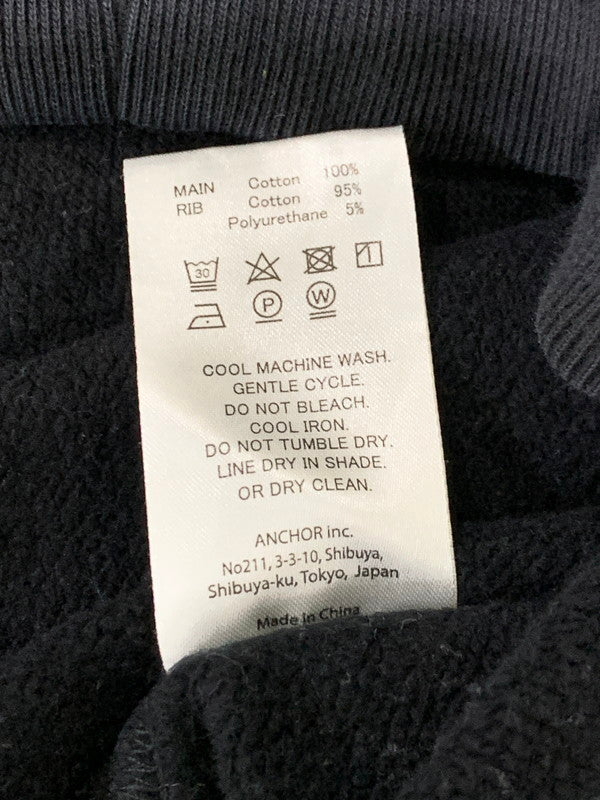 MAIN Cotton 100%
RIB Cotton 95%
Polyurethane 5%
30
P W
COOL MACHINE WASH.
GENTLE CYCLE.
DO NOT BLEACH.
COOL IRON.
DO NOT TUMBLE DRY.
LINE DRY IN SHADE.
OR DRY CLEAN.
ANCHOR inc.
No211, 3-3-10, Shibuya,
Shibuya-ku, Tokyo, Japan
Made in China